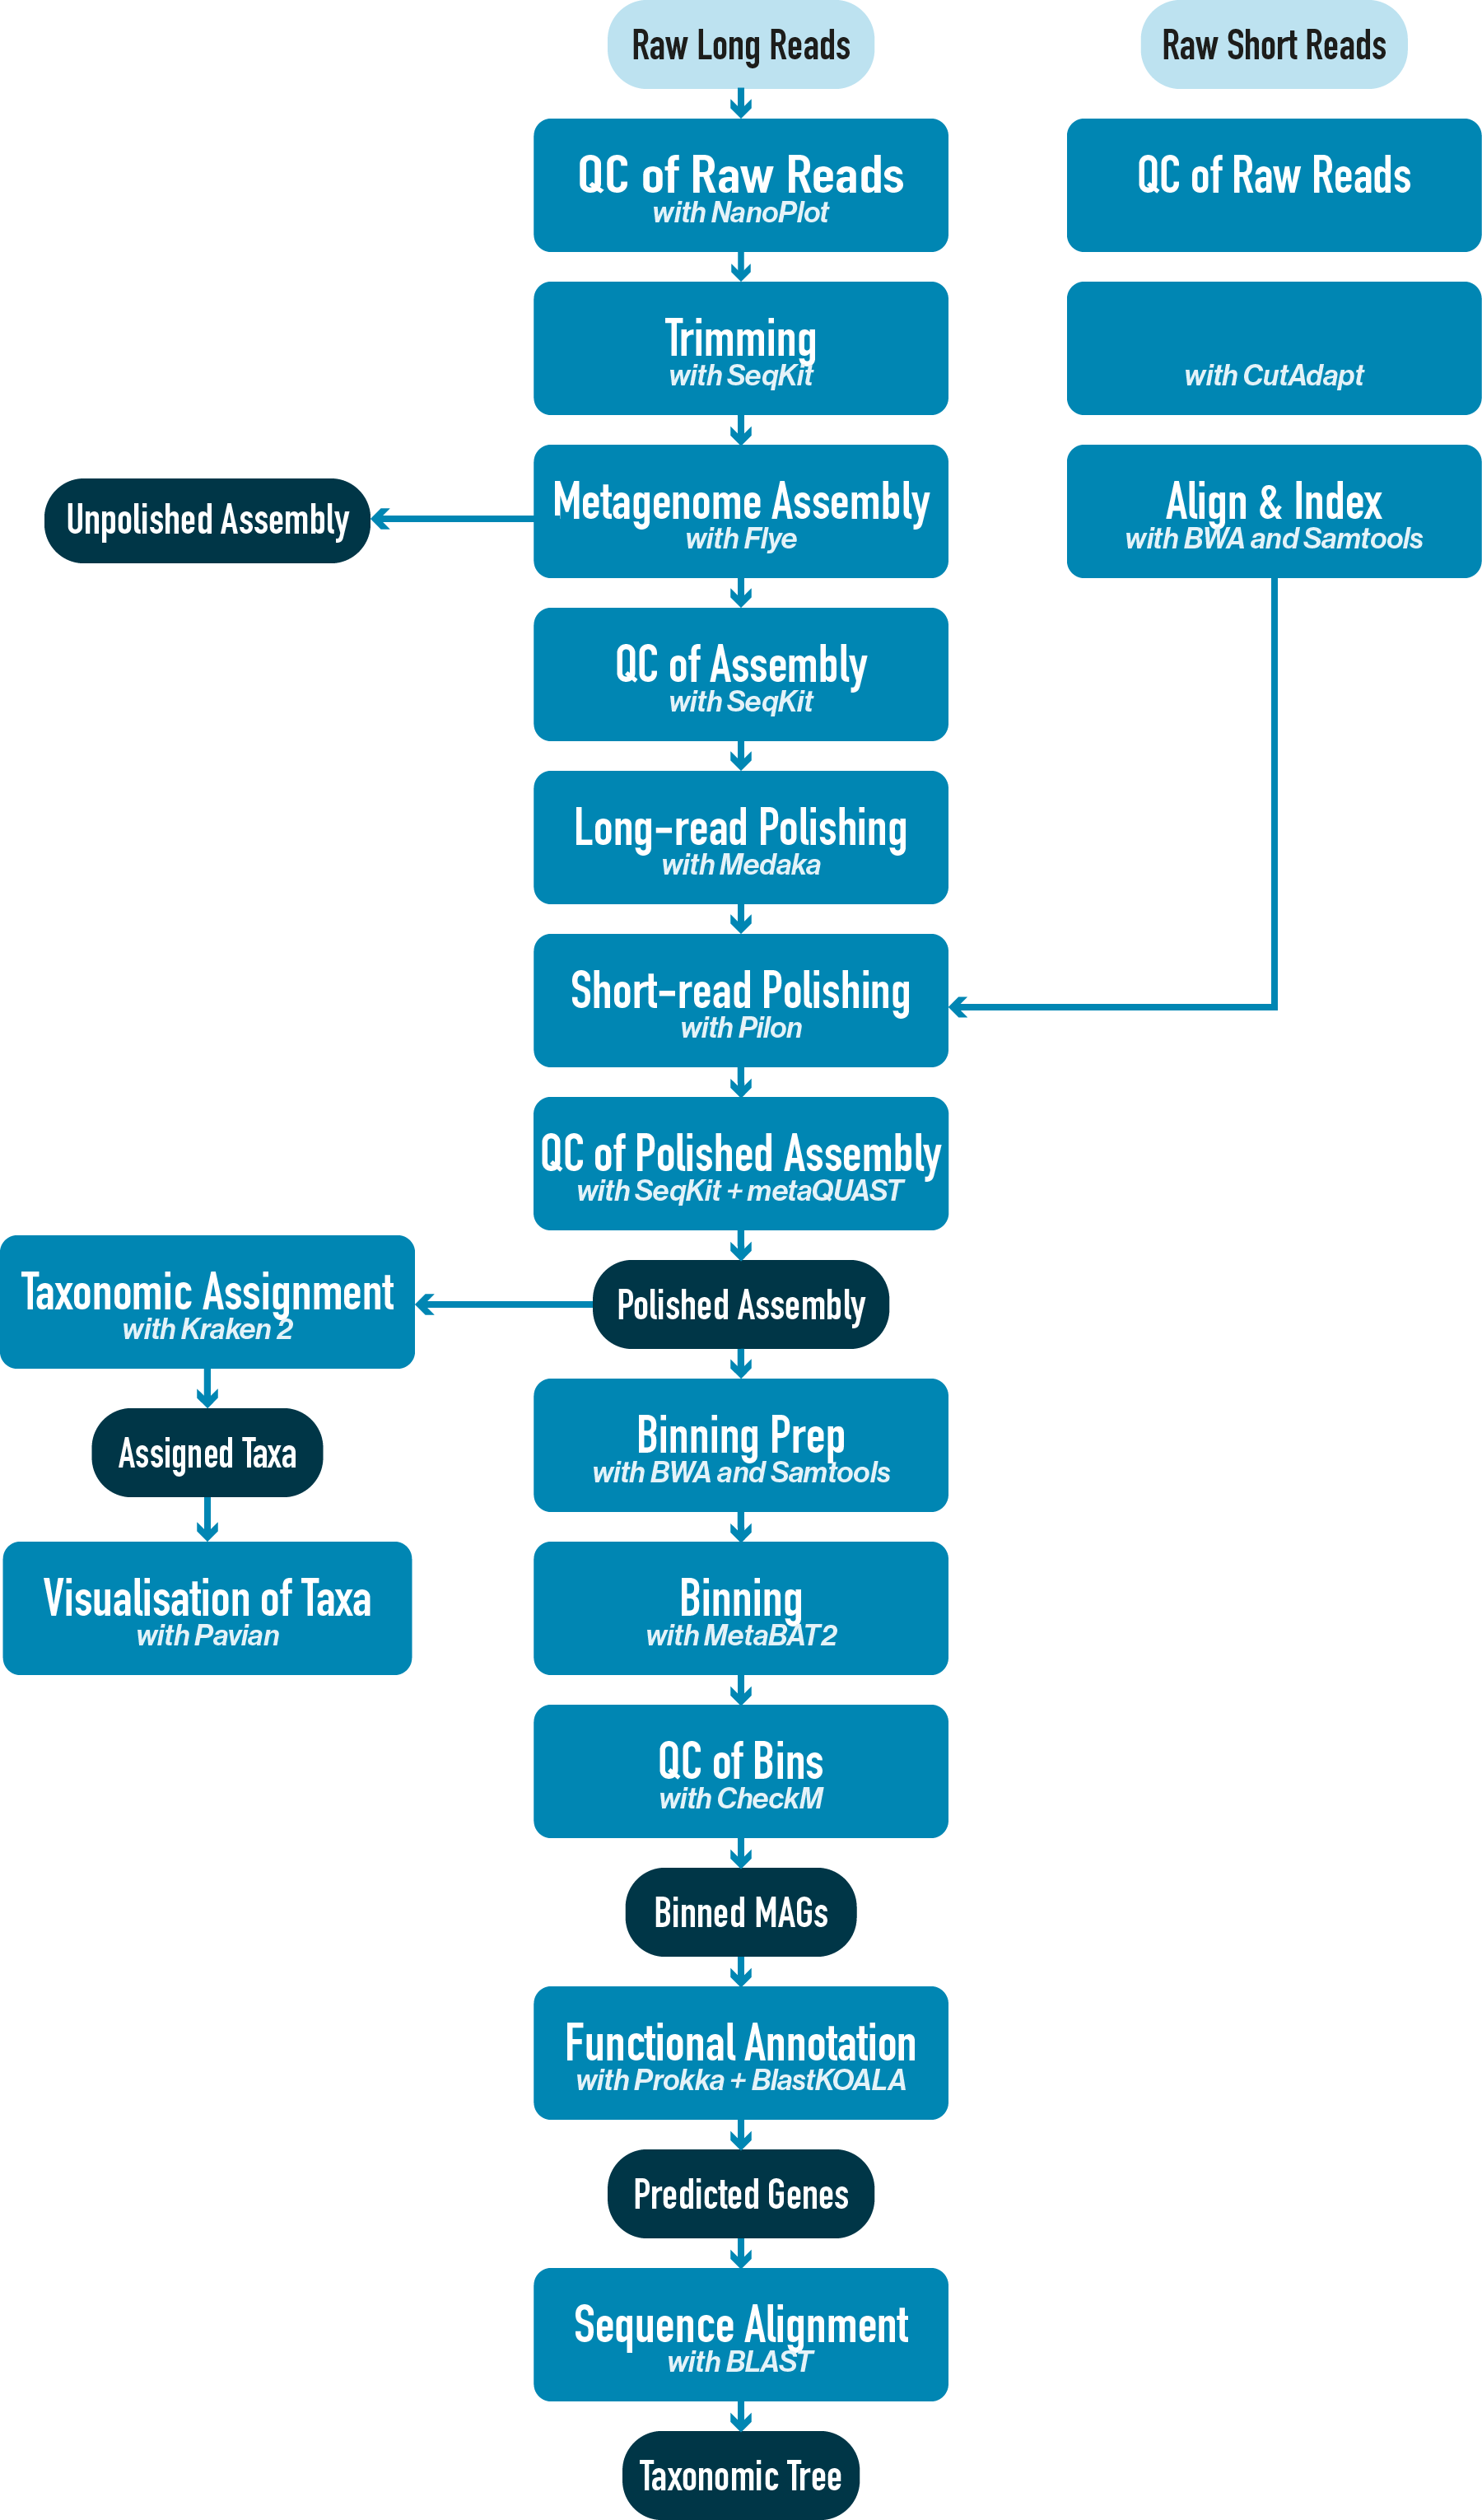 Raw Long Reads
Raw Short Reads
QC of Raw Reads
with NanoPlot
QC of Raw Reads
Trimming
with SeqKit
with CutAdapt
Metagenome Assembly
with Flye
Align & Index
with BWA and Samtools
Unpolished Assembly
QC of Assembly
with SeqKit
Long-read Polishing
with Medaka
Short-read Polishing
with Pilon
QC of Polished Assembly
with SeqKit + metaQUAST
Polished Assembly
Taxonomic Assignment
with Kraken 2
Assigned Taxa
Visualisation of Taxa
with Pavian
Binning Prep
with BWA and Samtools
Binning
with MetaBAT2
QC of Bins
with CheckM
Binned MAGs
Functional Annotation
with Prokka + BlastKOALA
Predicted Genes
Sequence Alignment
with BLAST
Taxonomic Tree